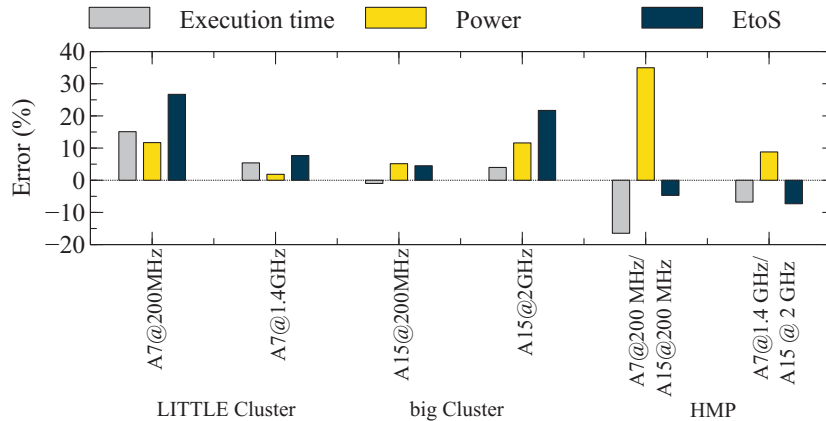 Execution time Power EtoS
Error (%)
40
30
20
10
0
−10
−20
A7@200MHz
A7@1.4GHz
A15@200MHz
A15@2GHz
A7@200 MHz/
A15@200 MHz
A7@1.4 GHz/
A15 @ 2 GHz
LITTLE Cluster big Cluster HMP